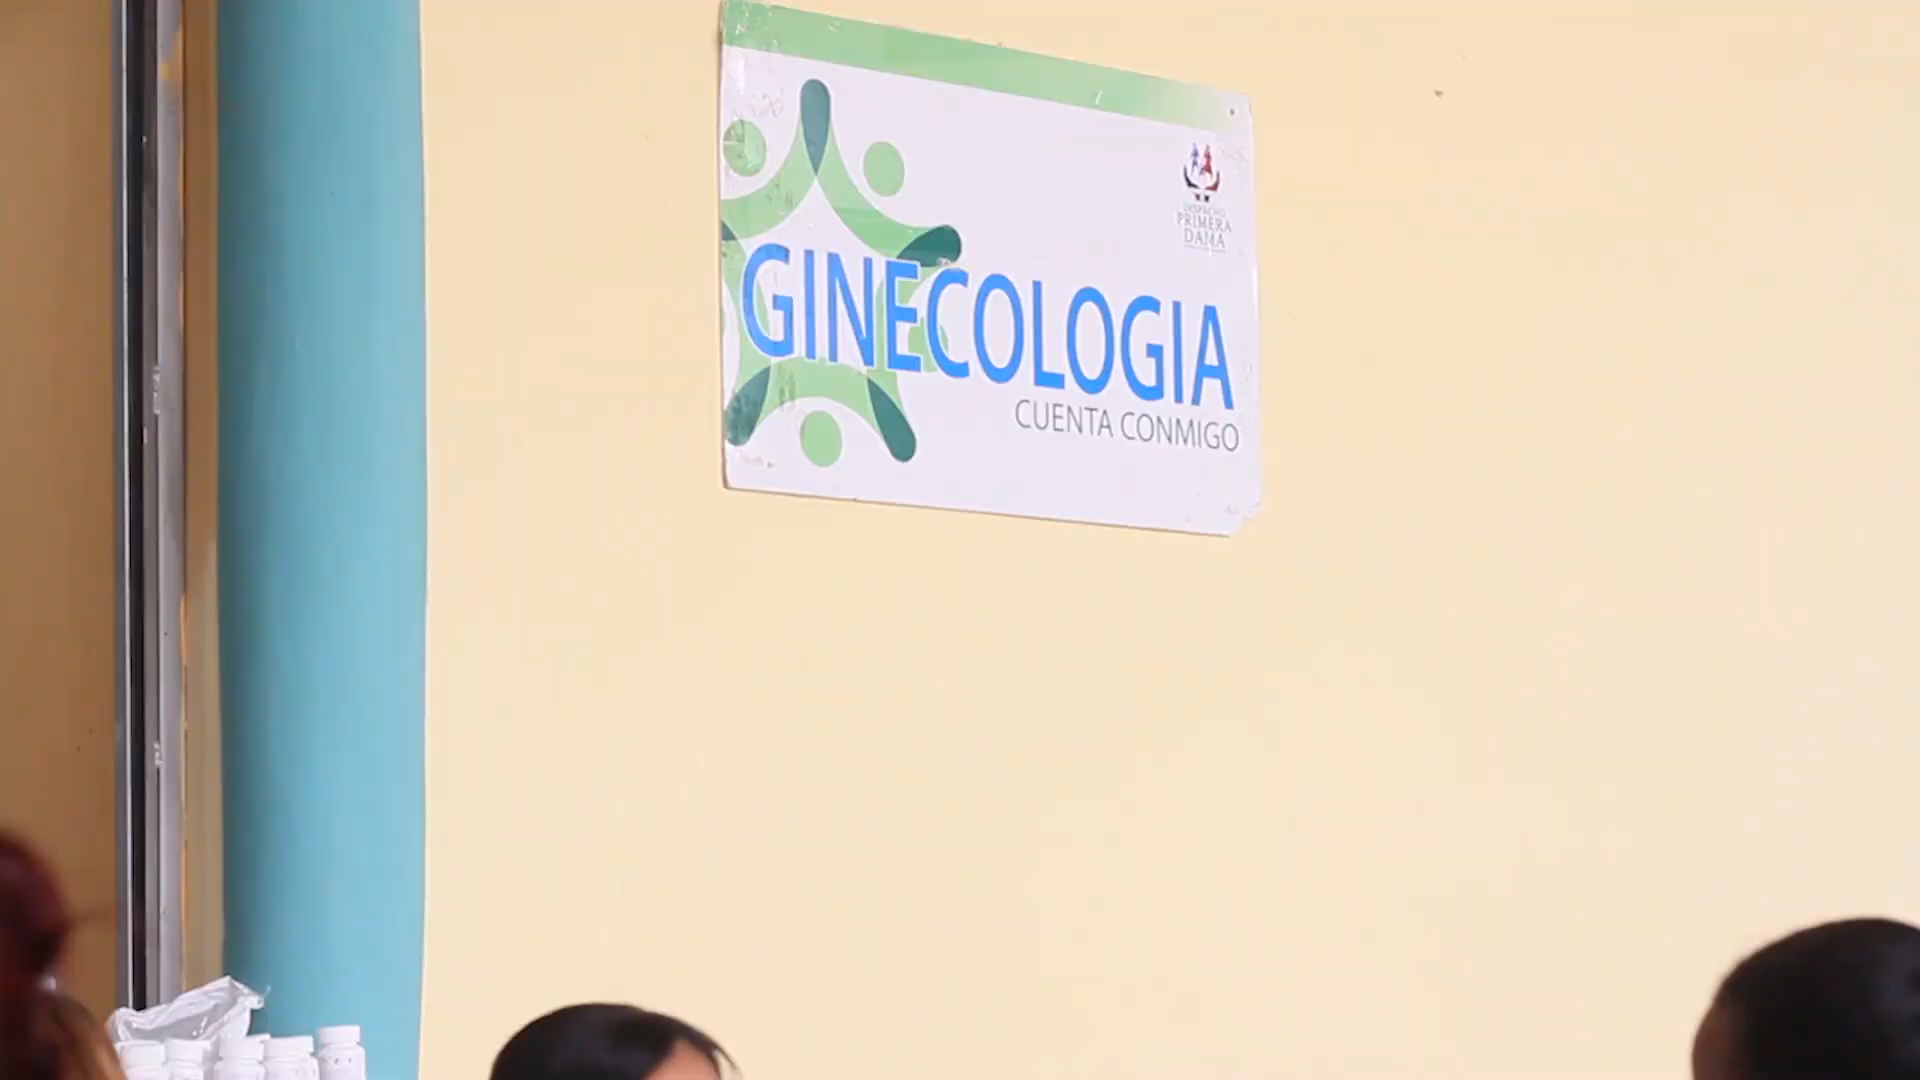 DESPACHO
PRIMERA
DAMA
GINECOLOGIA
CUENTA CONMIGO